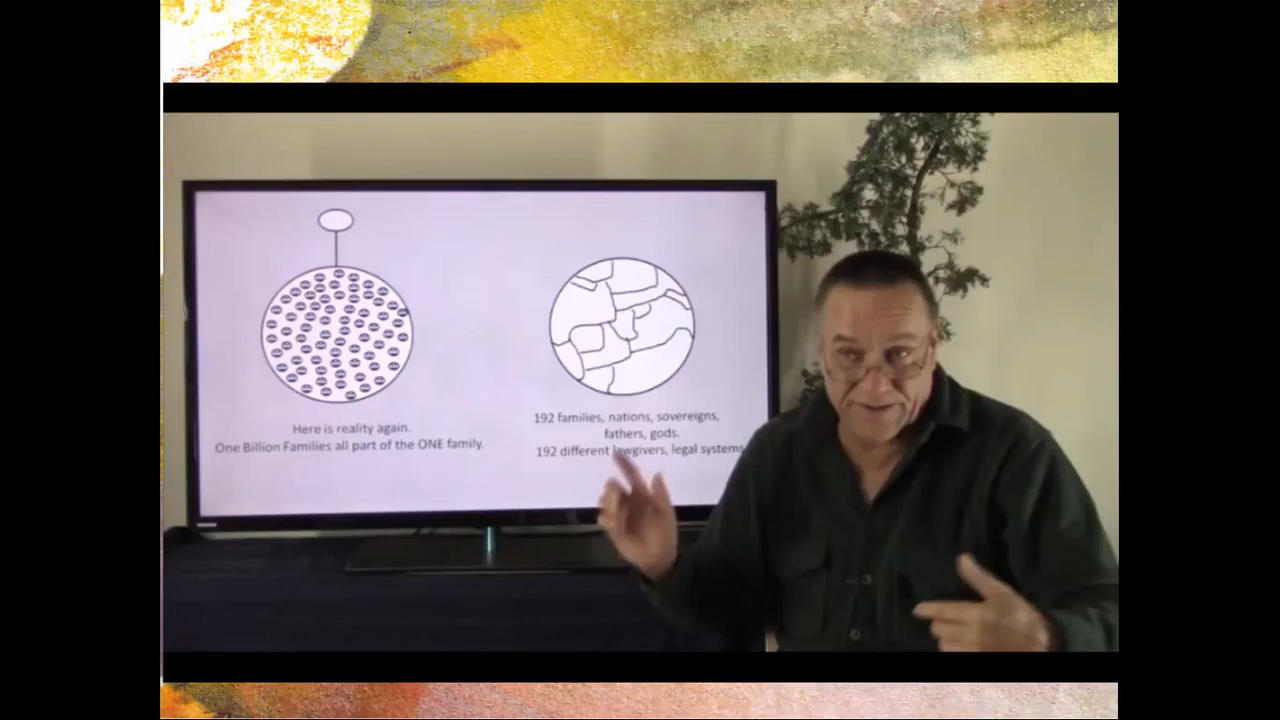 Here is reality again.
One Billion Families all part of the ONE family.
192 families, nations, sovereigns,
fathers, gods.
192 different lawgivers, legal systems